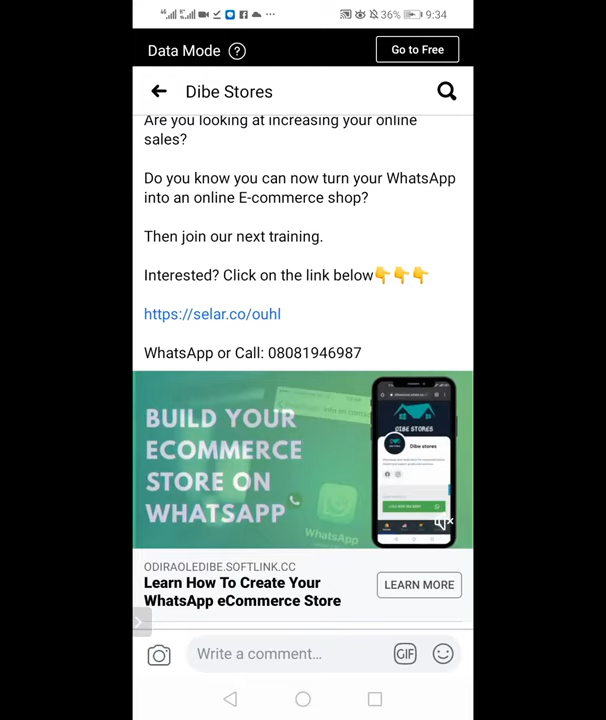 36% 9:34
Data Mode ? Go to Free
Dibe Stores
Are you looking at increasing your online
sales?
Do you know you can now turn your WhatsApp
into an online E-commerce shop?
Then join our next training.
Interested? Click on the link below👇👇👇
https://selar.co/ouhl
WhatsApp or Call: 08081946987
BUILD YOUR
ECOMMERCE
STORE ON
WHATSAPP
WhatsApp
DIBE STORES
Dibe stores
ODIRAOLEDIBE.SOFTLINK.CC
Learn How To Create Your
WhatsApp eCommerce Store
LEARN MORE
Write a comment...
GIF